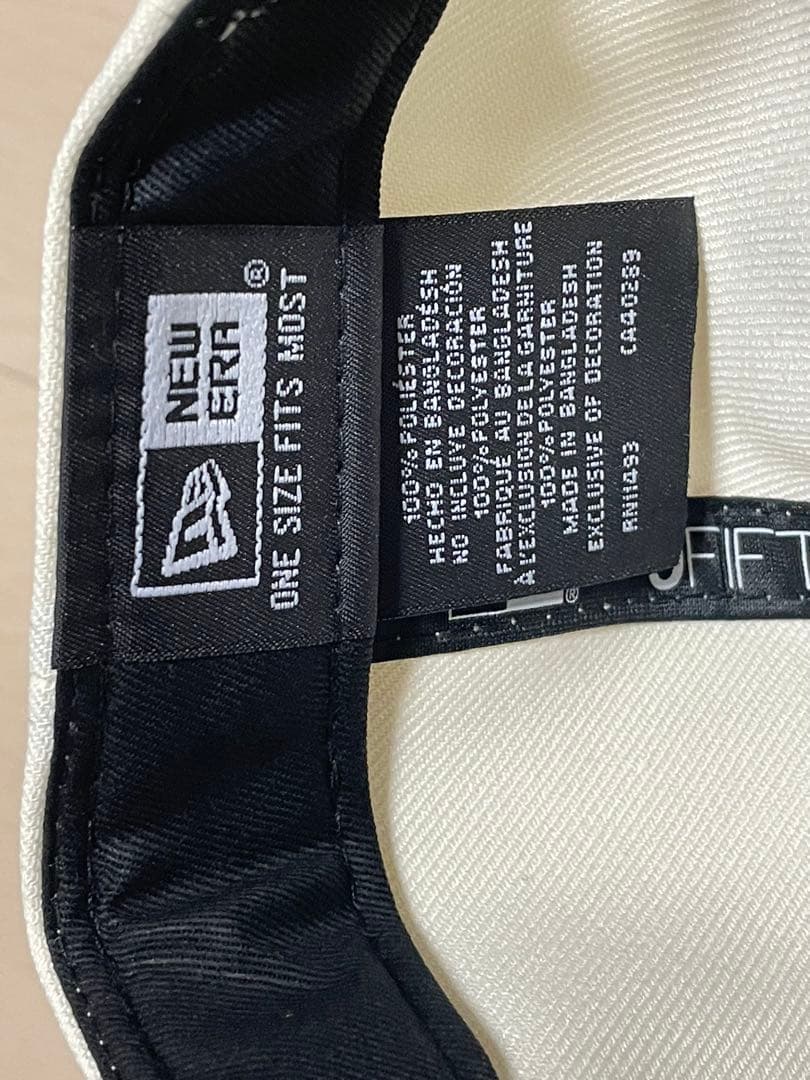 NEW
ERA
®
ONE SIZE FITS MOST
100% POLIÉSTER
HECHO EN BANGLADÉSH
NO INCLUYE DECORACIÓN
100% POLYESTER
FABRIQUÉ AU BANGLADESH
À L'EXCLUSION DE LA GARNITURE
100% POLYESTER
MADE IN BANGLADESH
EXCLUSIVE OF DECORATION
RN11493 CA40289
®